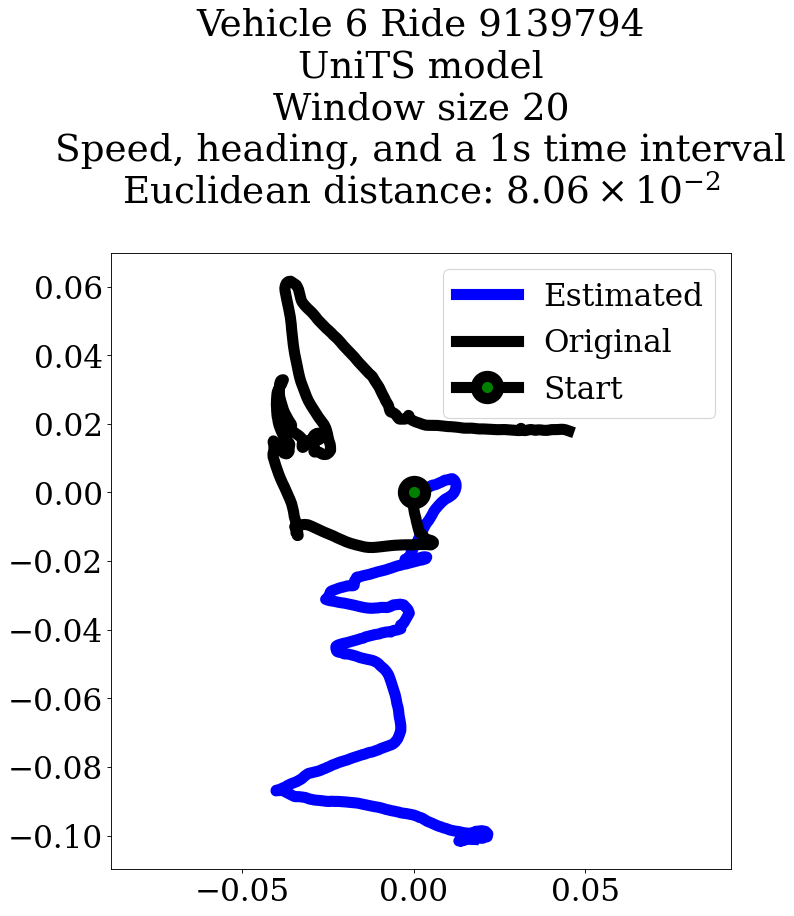 Vehicle 6 Ride 9139794
UniTS model
Window size 20
Speed, heading, and a 1s time interval
Euclidean distance: 8.06 × 10⁻²
Estimated
Original
Start
0.06
0.04
0.02
0.00
−0.02
−0.04
−0.06
−0.08
−0.10
−0.05 0.00 0.05